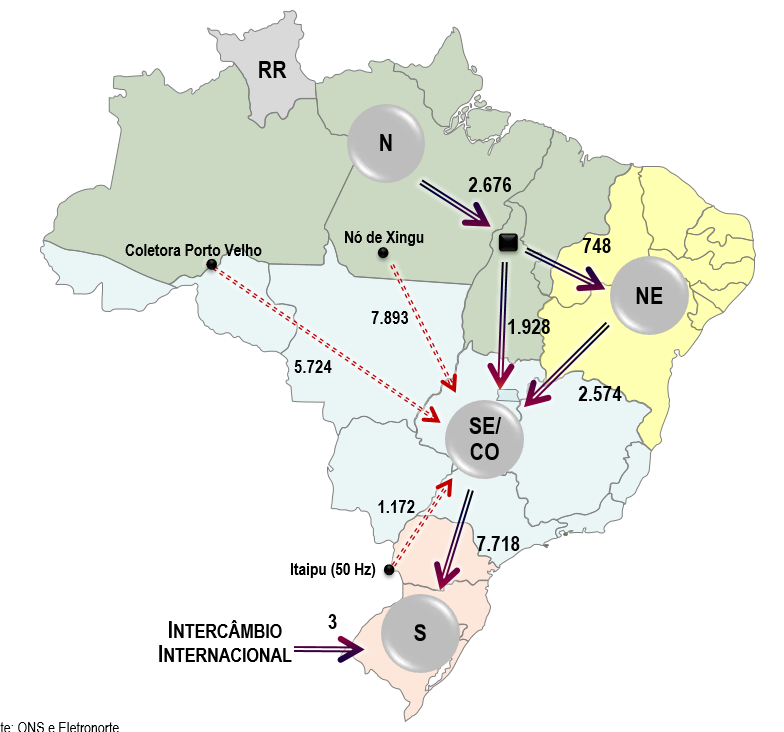 RR
N
2.676
Coletora Porto Velho
Nó de Xingu
748
NE
7.893
1.928
5.724
2.574
SE/
CO
1.172
7.718
Itaipu (50 Hz)
3
INTERCÂMBIO
INTERNACIONAL
S
te: ONS e Eletronorte